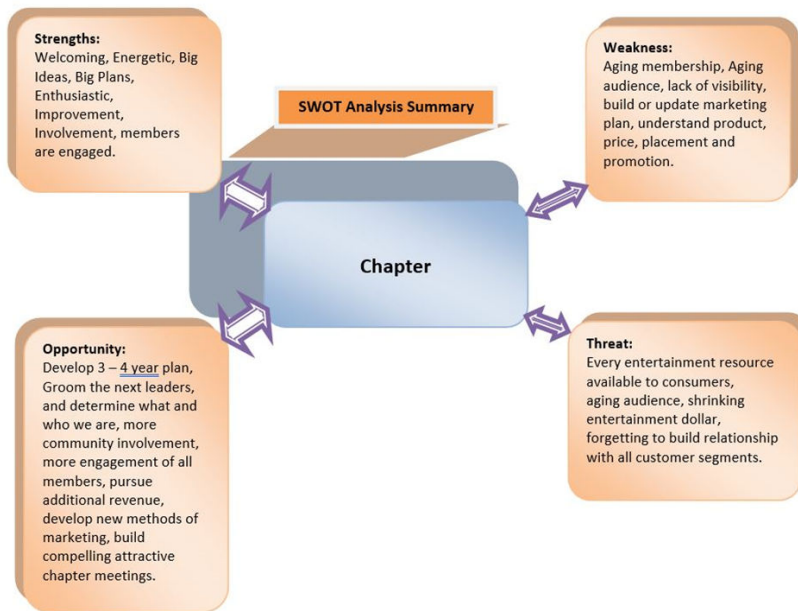 Strengths:
Welcoming, Energetic, Big
Ideas, Big Plans,
Enthusiastic,
Improvement,
Involvement, members
are engaged.
SWOT Analysis Summary
Weakness:
Aging membership, Aging
audience, lack of visibility,
build or update marketing
plan, understand product,
price, placement and
promotion.
Chapter
Opportunity:
Develop 3 – 4 year plan,
Groom the next leaders,
and determine what and
who we are, more
community involvement,
more engagement of all
members, pursue
additional revenue,
develop new methods of
marketing, build
compelling attractive
chapter meetings.
Threat:
Every entertainment resource
available to consumers,
aging audience, shrinking
entertainment dollar,
forgetting to build relationship
with all customer segments.